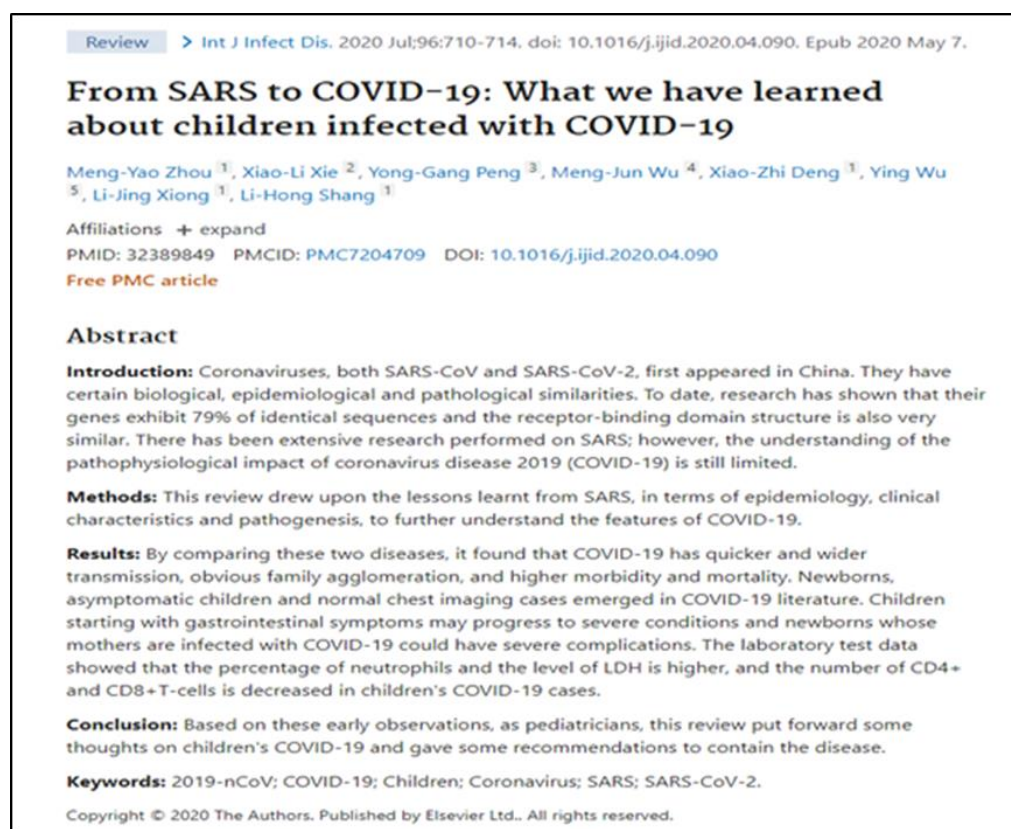 Review > Int J Infect Dis. 2020 Jul;96:710-714. doi: 10.1016/j.ijid.2020.04.090. Epub 2020 May 7.
From SARS to COVID-19: What we have learned
about children infected with COVID-19
Meng-Yao Zhou 1, Xiao-Li Xie 2, Yong-Gang Peng 3, Meng-Jun Wu 4, Xiao-Zhi Deng 1, Ying Wu
5, Li-Jing Xiong 1, Li-Hong Shang 1
Affiliations + expand
PMID: 32389849 PMCID: PMC7204709 DOI: 10.1016/j.ijid.2020.04.090
Free PMC article
Abstract
Introduction: Coronaviruses, both SARS-CoV and SARS-CoV-2, first appeared in China. They have
certain biological, epidemiological and pathological similarities. To date, research has shown that their
genes exhibit 79% of identical sequences and the receptor-binding domain structure is also very
similar. There has been extensive research performed on SARS; however, the understanding of the
pathophysiological impact of coronavirus disease 2019 (COVID-19) is still limited.
Methods: This review drew upon the lessons learnt from SARS, in terms of epidemiology, clinical
characteristics and pathogenesis, to further understand the features of COVID-19.
Results: By comparing these two diseases, it found that COVID-19 has quicker and wider
transmission, obvious family agglomeration, and higher morbidity and mortality. Newborns,
asymptomatic children and normal chest imaging cases emerged in COVID-19 literature. Children
starting with gastrointestinal symptoms may progress to severe conditions and newborns whose
mothers are infected with COVID-19 could have severe complications. The laboratory test data
showed that the percentage of neutrophils and the level of LDH is higher, and the number of CD4+
and CD8+T-cells is decreased in children's COVID-19 cases.
Conclusion: Based on these early observations, as pediatricians, this review put forward some
thoughts on children's COVID-19 and gave some recommendations to contain the disease.
Keywords: 2019-nCoV; COVID-19; Children; Coronavirus; SARS; SARS-CoV-2.
Copyright © 2020 The Authors. Published by Elsevier Ltd.. All rights reserved.